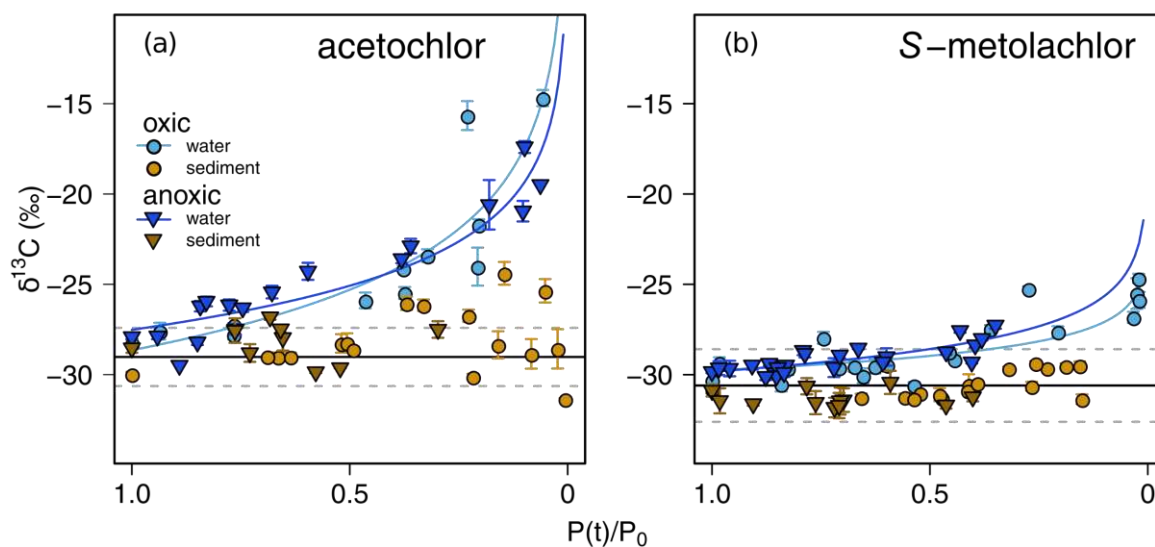 (a) acetochlor
(b) S−metolachlor
oxic
water
sediment
anoxic
water
sediment
δ¹³C (‰)
−15
−20
−25
−30
−15
−20
−25
−30
1.0 0.5 0
1.0 0.5 0
P(t)/P₀